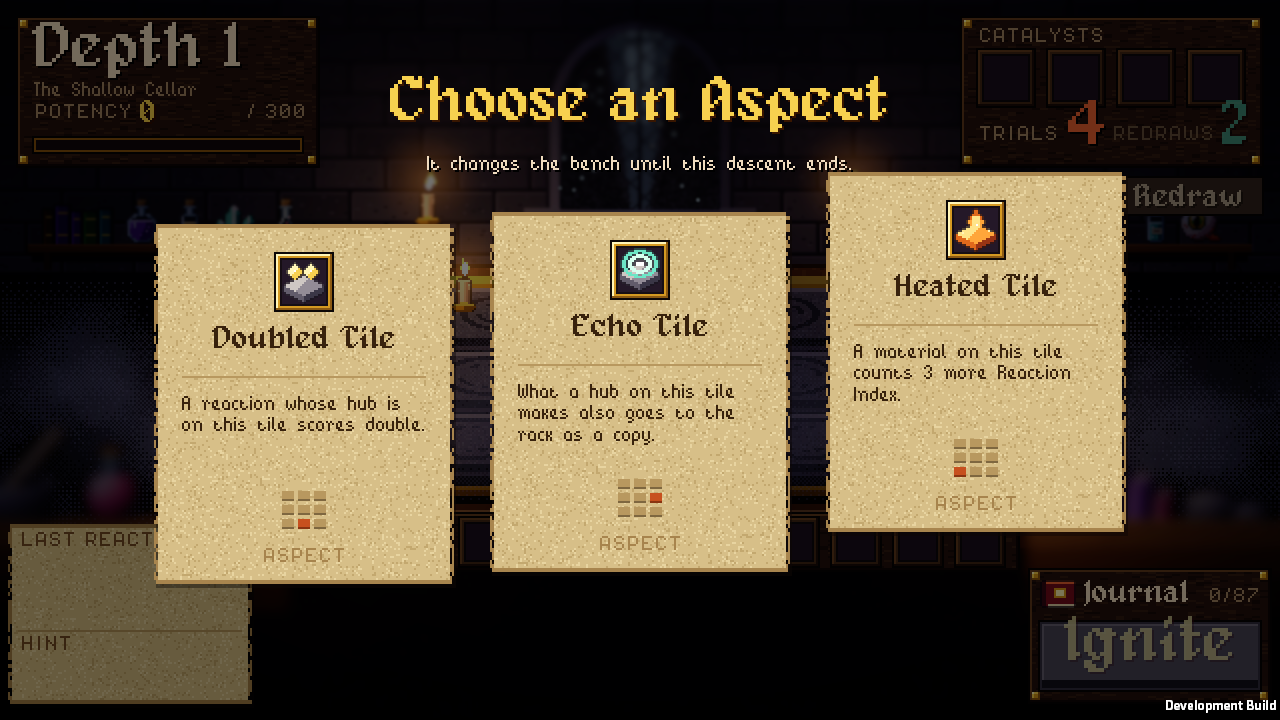 Depth 1
The Shallow Cellar
POTENCY 0 / 300
Choose an Aspect
It changes the bench until this descent ends.
CATALYSTS
TRIALS 4 REDRAWS 2
Redraw
Doubled Tile
A reaction whose hub is
on this tile scores double.
ASPECT
Echo Tile
What a hub on this tile
makes also goes to the
rack as a copy.
ASPECT
Heated Tile
A material on this tile
counts 3 more Reaction
Index.
ASPECT
LAST REACT
HINT
Journal 0/87
Ignite
Development Build